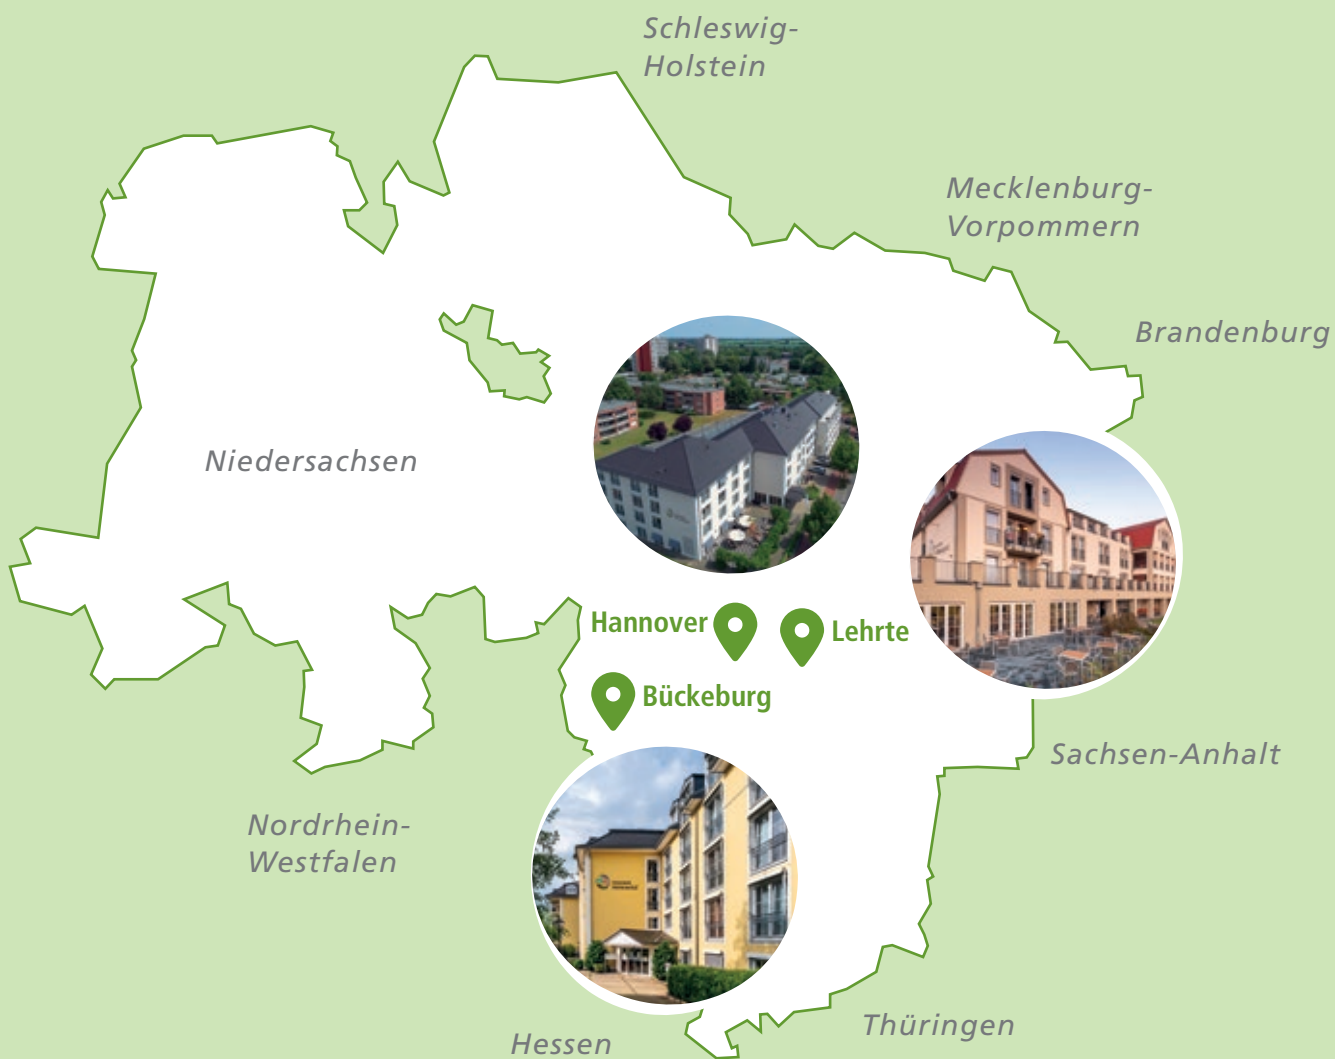 Schleswig-
Holstein
Mecklenburg-
Vorpommern
Brandenburg
Niedersachsen
Hannover
Lehrte
Bückeburg
Sachsen-Anhalt
Nordrhein-
Westfalen
Thüringen
Hessen